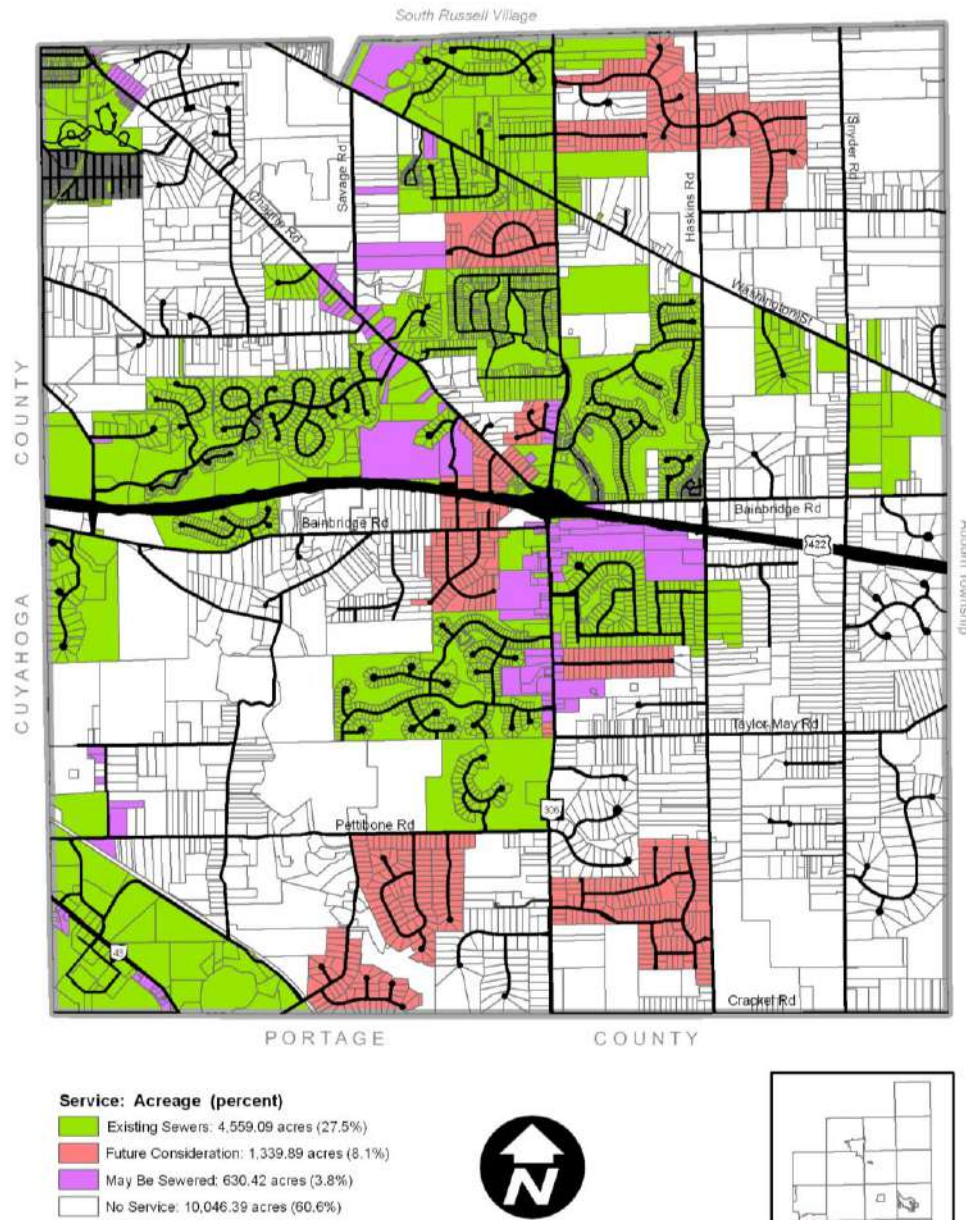 South Russell Village
Savage Rd
Snyder Rd
Haskins Rd
Chagrin Rd
Washington St
COUNTY
Bainbridge Rd
Bainbridge Rd
422
Auburn Township
CUYAHOGA
Taylor May Rd
306
Pettibone Rd
43
Crackel Rd
PORTAGE COUNTY
Service: Acreage (percent)
Existing Sewers: 4,559.09 acres (27.5%)
Future Consideration: 1,339.89 acres (8.1%)
May Be Sewered: 630.42 acres (3.8%)
No Service: 10,046.39 acres (60.6%)
N